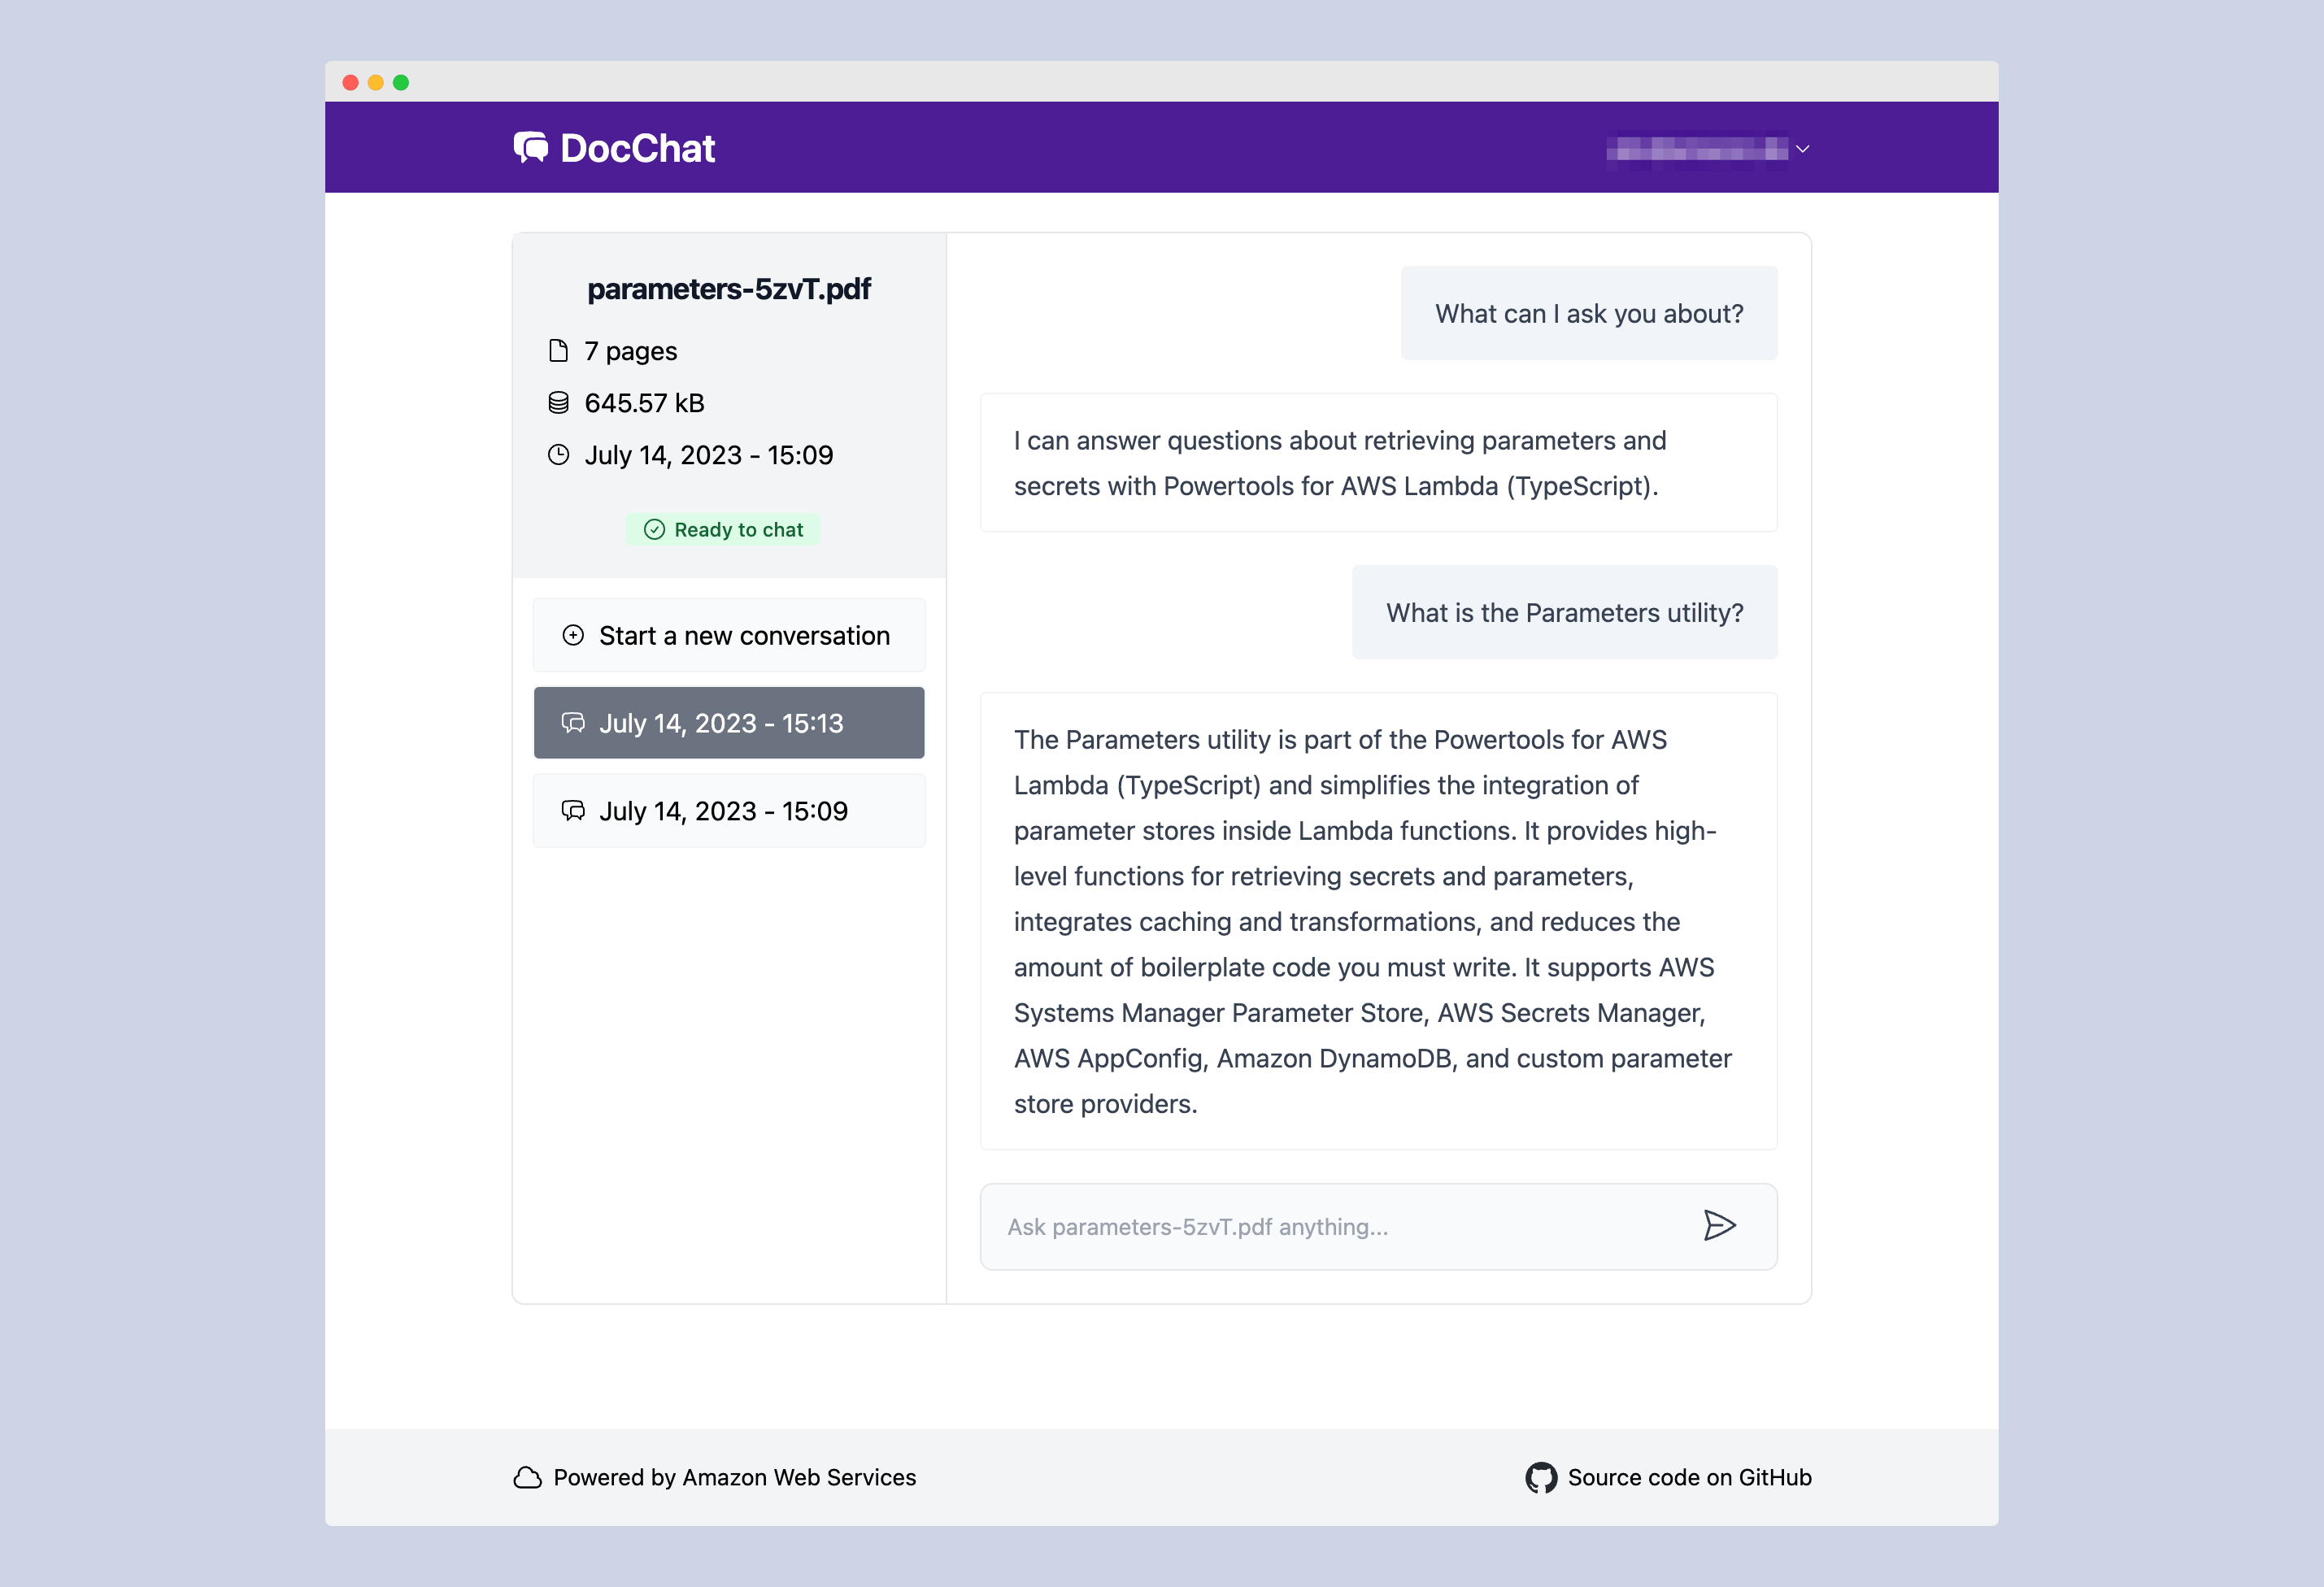 DocChat
parameters-5zvT.pdf
7 pages
645.57 kB
July 14, 2023 - 15:09
Ready to chat
Start a new conversation
July 14, 2023 - 15:13
July 14, 2023 - 15:09
What can I ask you about?
I can answer questions about retrieving parameters and
secrets with Powertools for AWS Lambda (TypeScript).
What is the Parameters utility?
The Parameters utility is part of the Powertools for AWS
Lambda (TypeScript) and simplifies the integration of
parameter stores inside Lambda functions. It provides high-
level functions for retrieving secrets and parameters,
integrates caching and transformations, and reduces the
amount of boilerplate code you must write. It supports AWS
Systems Manager Parameter Store, AWS Secrets Manager,
AWS AppConfig, Amazon DynamoDB, and custom parameter
store providers.
Ask parameters-5zvT.pdf anything...
Powered by Amazon Web Services
Source code on GitHub